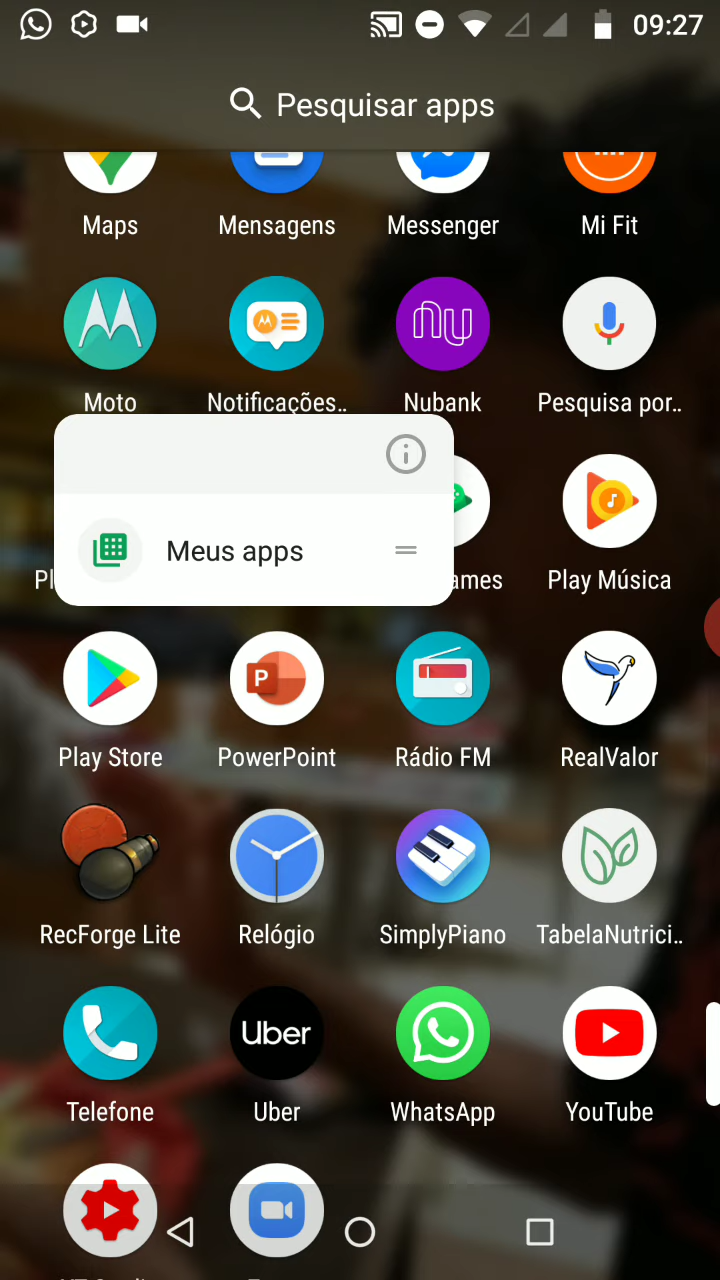 09:27
Pesquisar apps
Maps
Mensagens
Messenger
Mi Fit
Moto
Notificações..
Nubank
Pesquisa por..
Meus apps
Pl
ames
Play Música
Play Store
PowerPoint
Rádio FM
RealValor
RecForge Lite
Relógio
SimplyPiano
TabelaNutrici..
Uber
Telefone
Uber
WhatsApp
YouTube